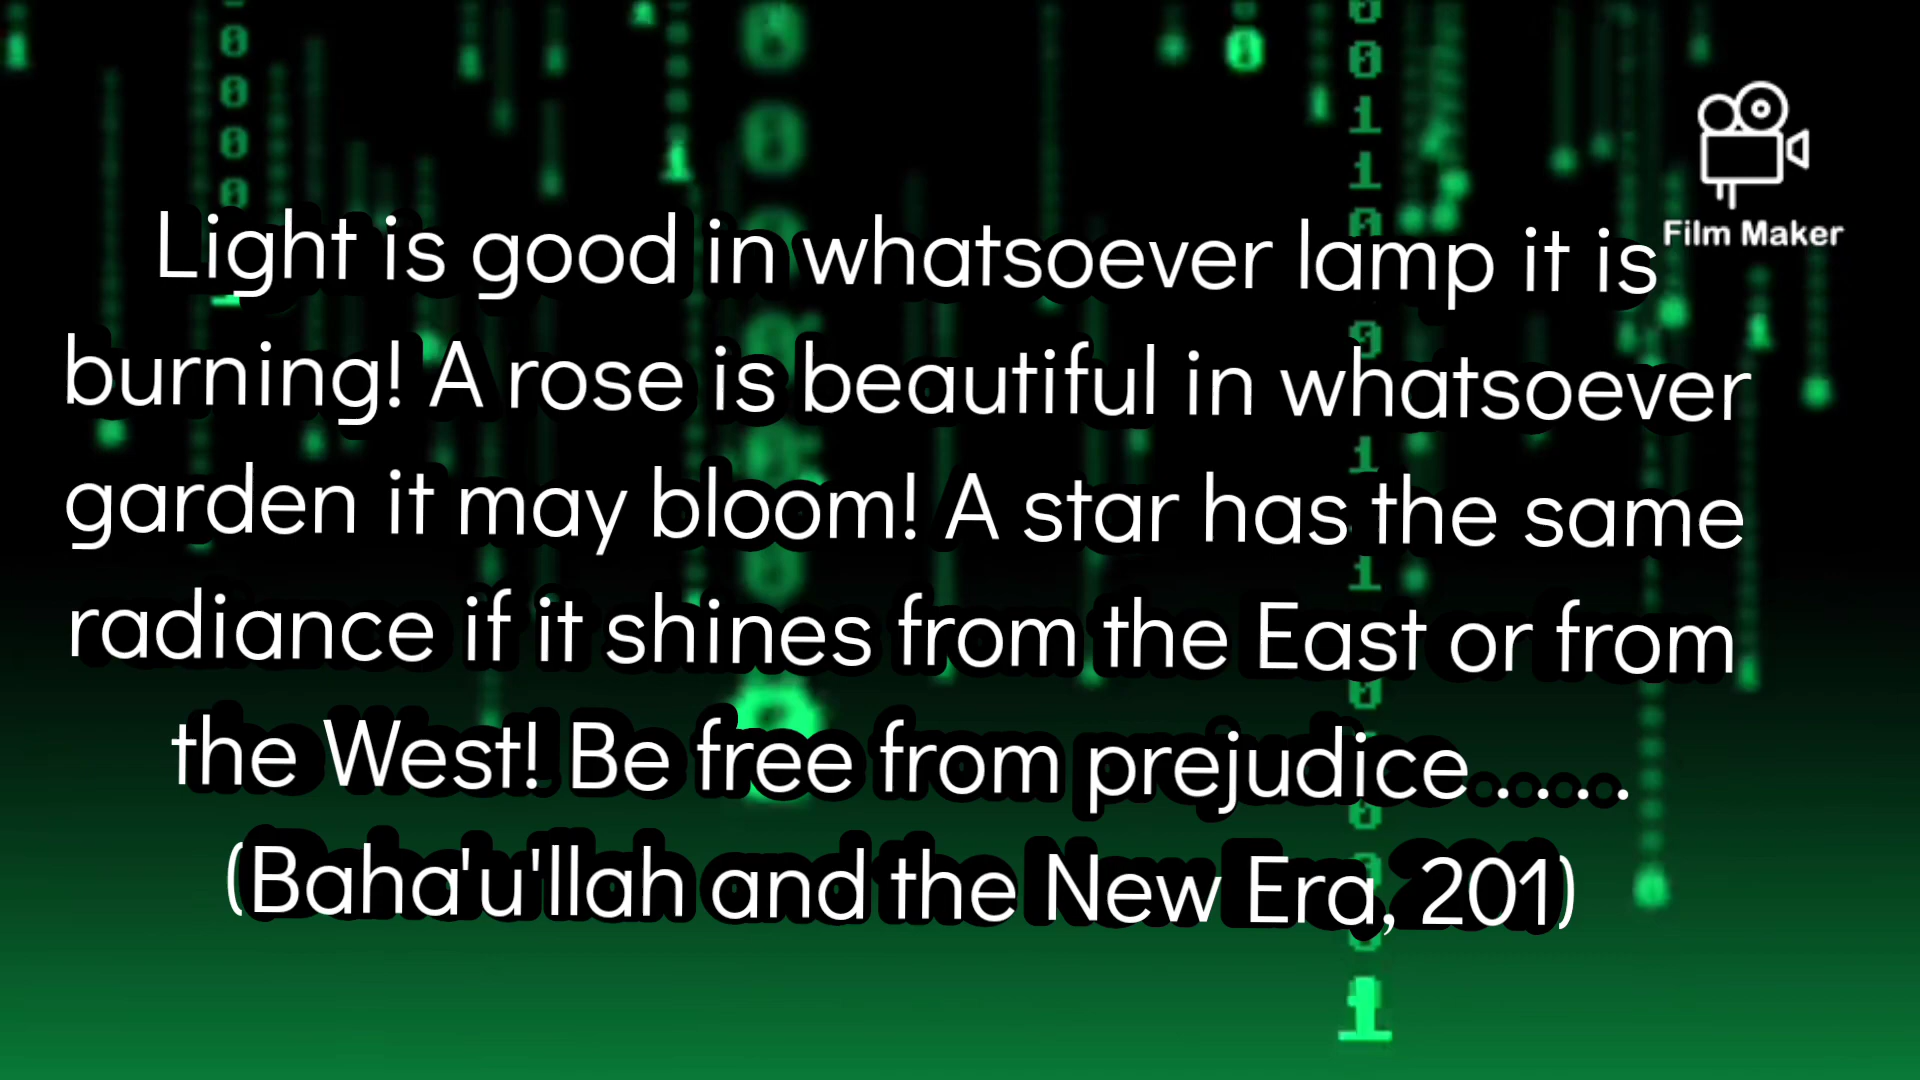 Film Maker
Light is good in whatsoever lamp it is
burning! A rose is beautiful in whatsoever
garden it may bloom! A star has the same
radiance if it shines from the East or from
the West! Be free from prejudice.....
(Baha'u'llah and the New Era, 201)